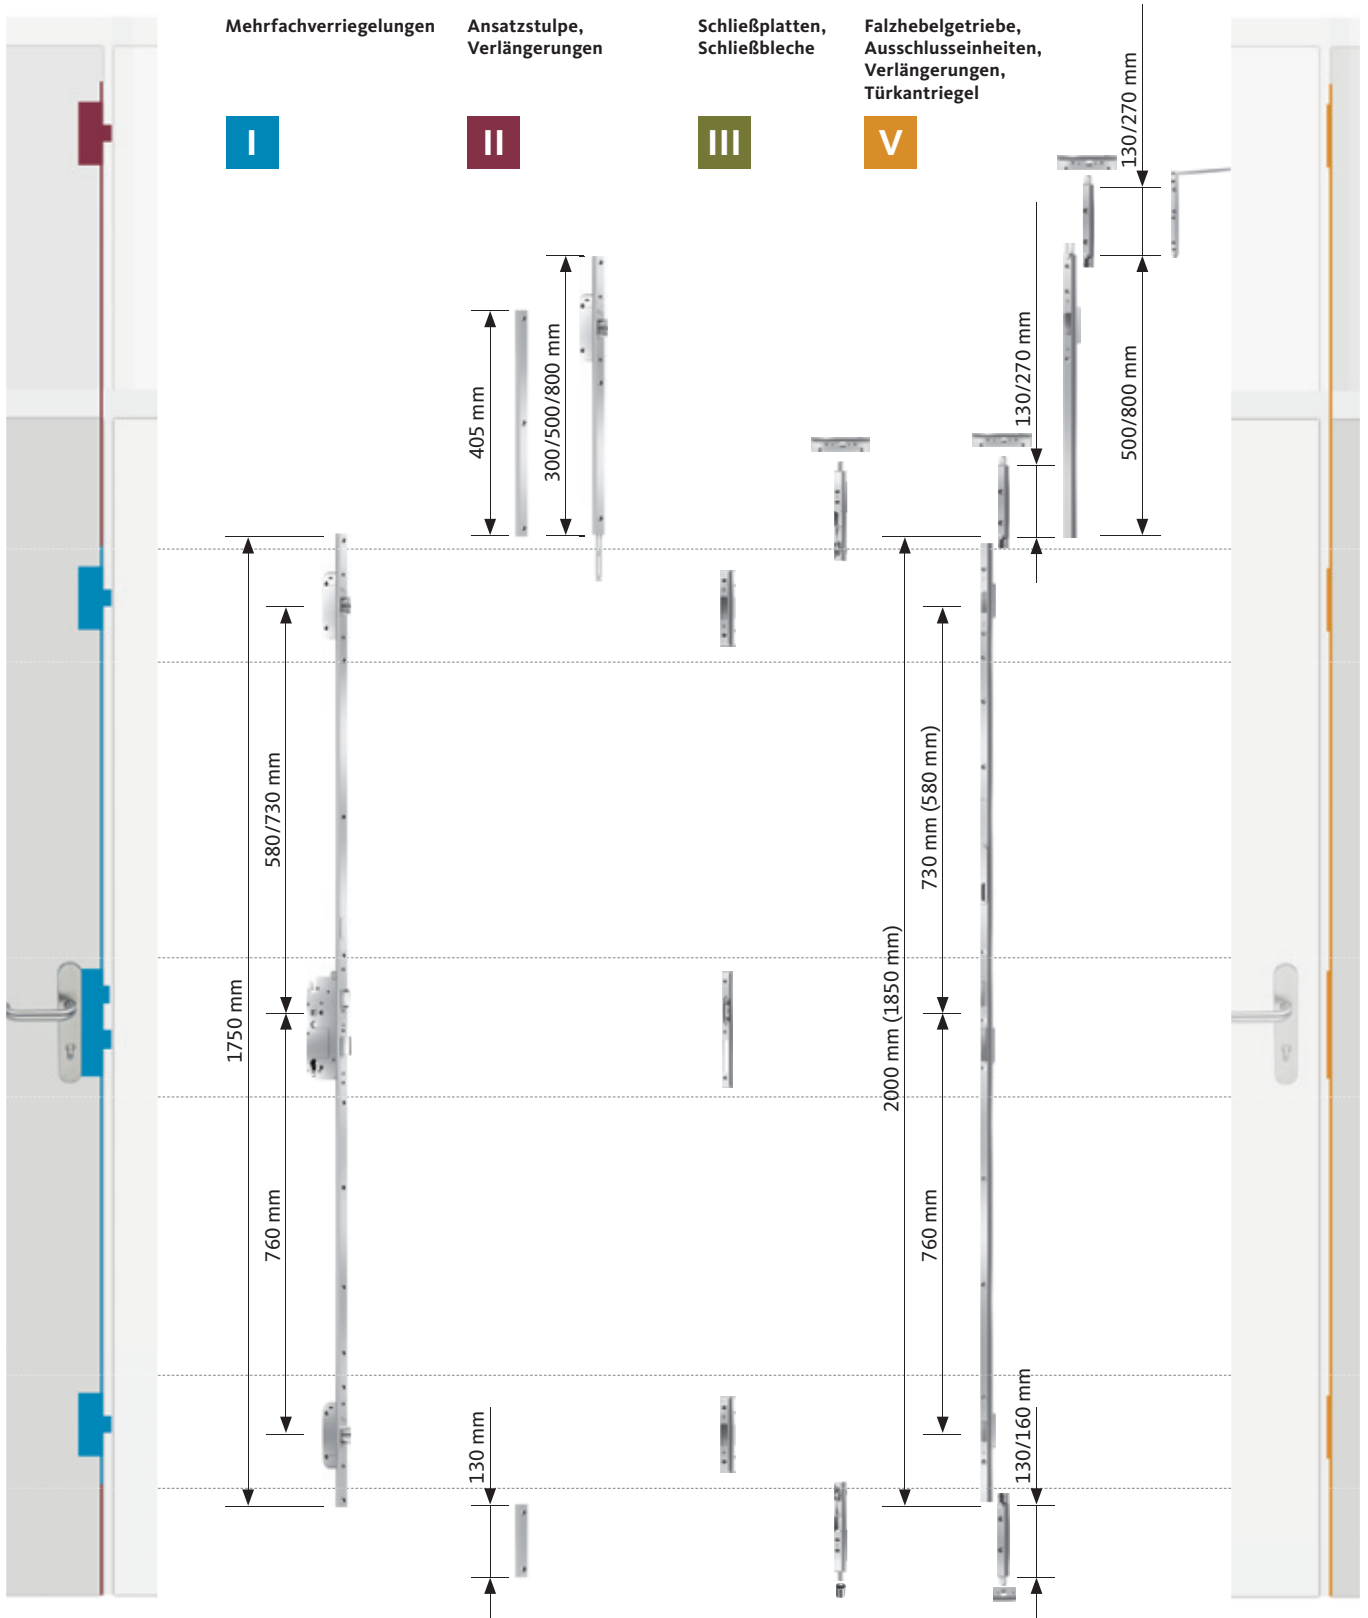 Mehrfachverriegelungen
Ansatzstulpe,
Verlängerungen
Schließplatten,
Schließbleche
Falzhebelgetriebe,
Ausschlusseinheiten,
Verlängerungen,
Türkantriegel
I
II
III
V
130/270 mm
405 mm
300/500/800 mm
130/270 mm
500/800 mm
580/730 mm
730 mm (580 mm)
1750 mm
2000 mm (1850 mm)
760 mm
760 mm
130 mm
130/160 mm